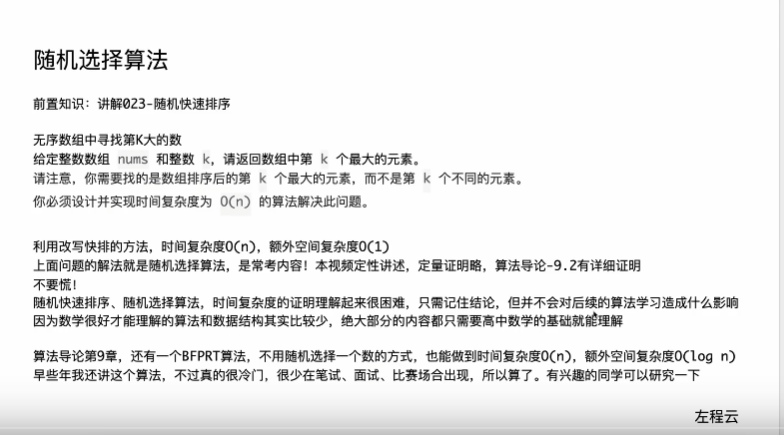 随机选择算法
前置知识：讲解023-随机快速排序
无序数组中寻找第K大的数
给定整数数组 nums 和整数 k，请返回数组中第 k 个最大的元素。
请注意，你需要找的是数组排序后的第 k 个最大的元素，而不是第 k 个不同的元素。
你必须设计并实现时间复杂度为 O(n) 的算法解决此问题。
利用改写快排的方法，时间复杂度O(n)，额外空间复杂度O(1)
上面问题的解法就是随机选择算法，是常考内容！本视频定性讲述，定量证明略，算法导论-9.2有详细证明
不要慌！
随机快速排序、随机选择算法，时间复杂度的证明理解起来很困难，只需记住结论，但并不会对后续的算法学习造成什么影响
因为数学很好才能理解的算法和数据结构其实比较少，绝大部分的内容都只需要高中数学的基础就能理解
算法导论第9章，还有一个BFPRT算法，不用随机选择一个数的方式，也能做到时间复杂度O(n)，额外空间复杂度O(log n)
早些年我还讲这个算法，不过真的很冷门，很少在笔试、面试、比赛场合出现，所以算了。有兴趣的同学可以研究一下
左程云